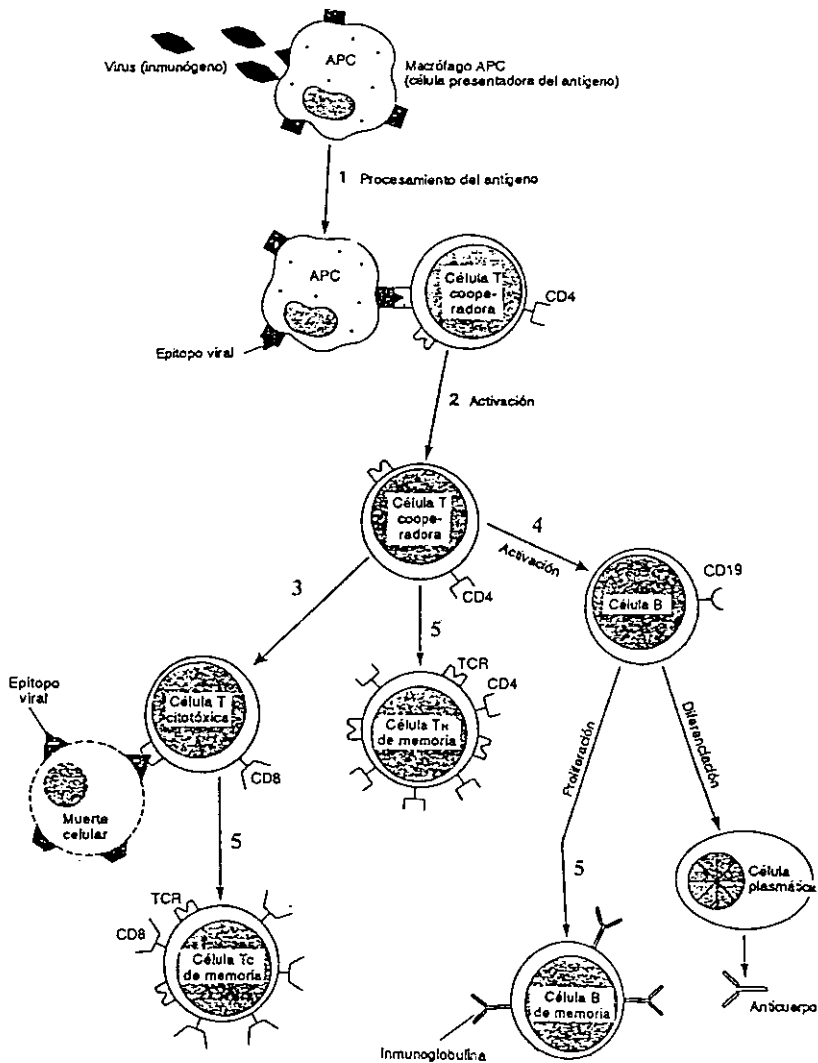 APC
Virus (inmunógeno)
Macrófago APC
(célula presentadora del antígeno)
1 Procesamiento del antígeno
APC
Célula T
coope-
radora
CD4
Epitopo viral
2 Activación
Célula T
coope-
radora
CD4
3
4
Activación
5
CD19
Célula B
Epitopo
viral
Célula T
citotóxica
CD8
Muerte
celular
TCR
CD4
Célula TH
de memoria
Proliferación
Diferenciación
5
5
Célula
plasmática
TCR
CD8
Célula TC
de memoria
Célula B
de memoria
Anticuerpo
Inmunoglobulina